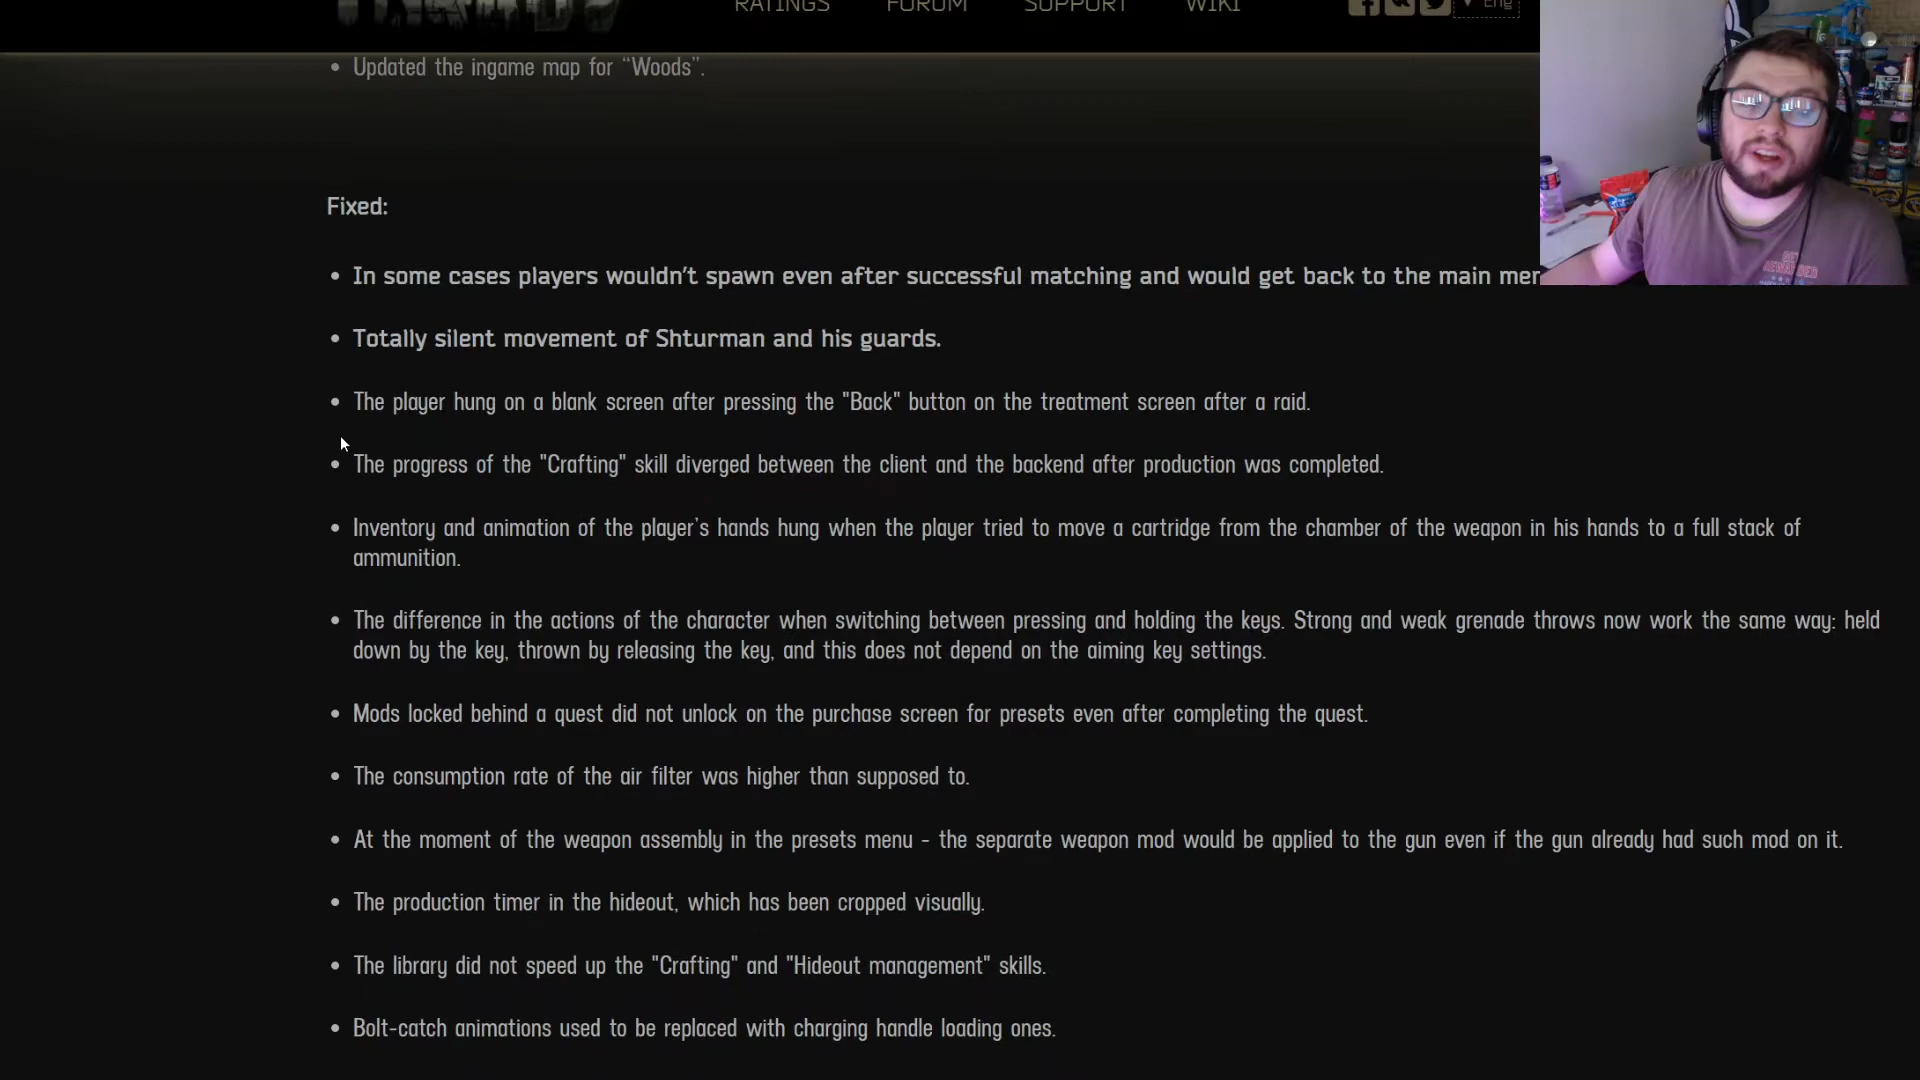 RATINGS FORUM SUPPORT WIKI Eng
• Updated the ingame map for “Woods”.
Fixed:
• In some cases players wouldn't spawn even after successful matching and would get back to the main
• Totally silent movement of Shturman and his guards.
• The player hung on a blank screen after pressing the "Back" button on the treatment screen after a raid.
• The progress of the "Crafting" skill diverged between the client and the backend after production was completed.
• Inventory and animation of the player's hands hung when the player tried to move a cartridge from the chamber of the weapon in his hands to a full stack of
ammunition.
• The difference in the actions of the character when switching between pressing and holding the keys. Strong and weak grenade throws now work the same way: held
down by the key, thrown by releasing the key, and this does not depend on the aiming key settings.
• Mods locked behind a quest did not unlock on the purchase screen for presets even after completing the quest.
• The consumption rate of the air filter was higher than supposed to.
• At the moment of the weapon assembly in the presets menu - the separate weapon mod would be applied to the gun even if the gun already had such mod on it.
• The production timer in the hideout, which has been cropped visually.
• The library did not speed up the "Crafting" and "Hideout management" skills.
• Bolt-catch animations used to be replaced with charging handle loading ones.